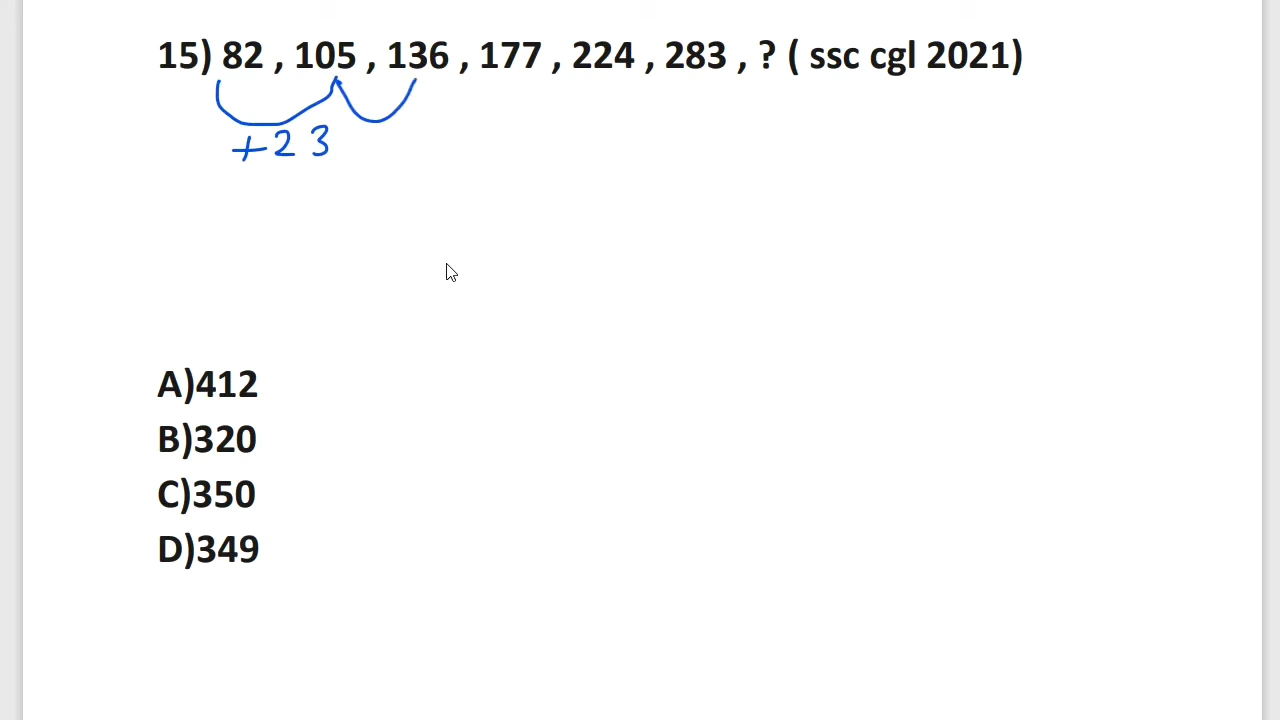 15) 82 , 105 , 136 , 177 , 224 , 283 , ? ( ssc cgl 2021)
+23
A)412
B)320
C)350
D)349